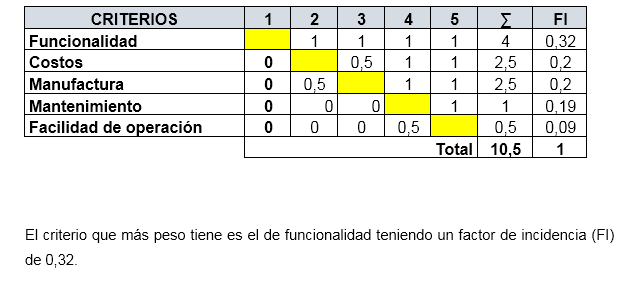 CRITERIOS 1 2 3 4 5 ∑ FI
Funcionalidad 1 1 1 1 4 0,32
Costos 0 0,5 1 1 2,5 0,2
Manufactura 0 0,5 1 1 2,5 0,2
Mantenimiento 0 0 0 1 1 0,19
Facilidad de operación 0 0 0 0,5 0,5 0,09
Total 10,5 1
El criterio que más peso tiene es el de funcionalidad teniendo un factor de incidencia (FI)
de 0,32.